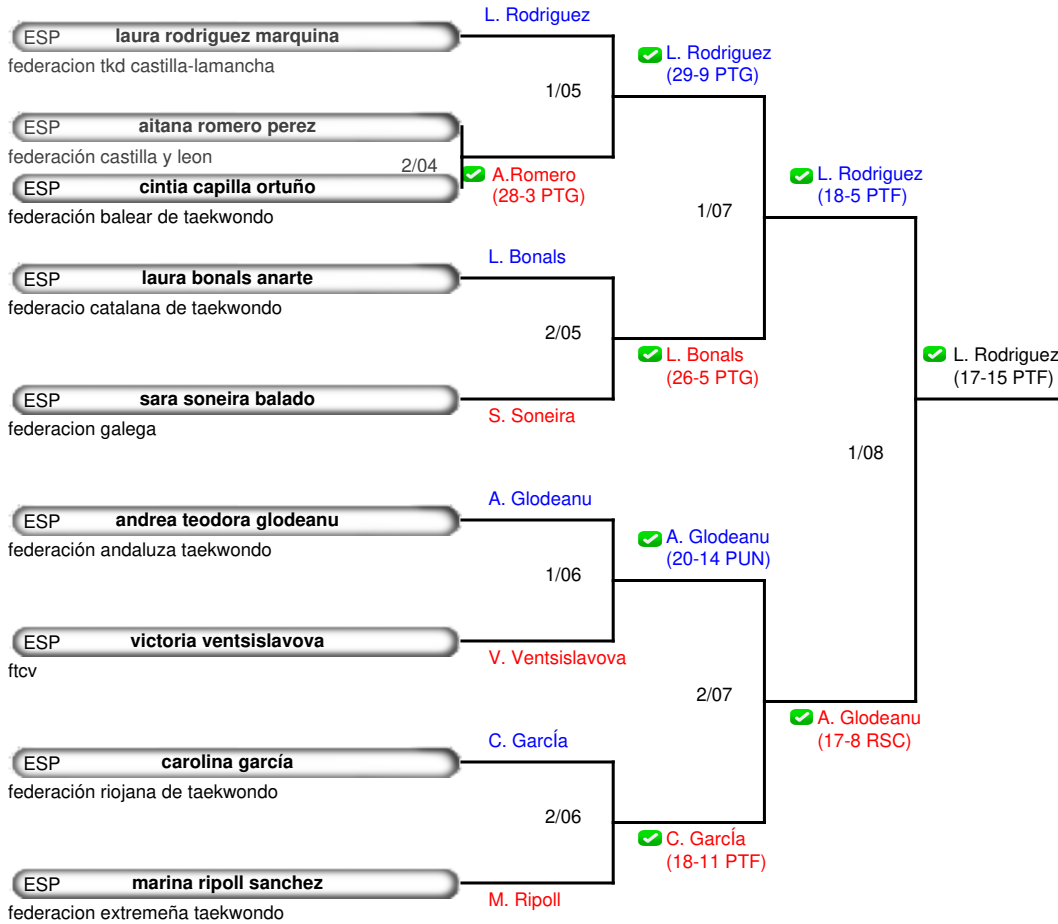 L. Rodriguez
ESP laura rodriguez marquina
federacion tkd castilla-lamancha
L. Rodriguez
(29-9 PTG)
1/05
ESP aitana romero perez
federación castilla y leon
2/04
A.Romero
(28-3 PTG)
ESP cintia capilla ortuño
federación balear de taekwondo
L. Rodriguez
(18-5 PTF)
1/07
L. Bonals
ESP laura bonals anarte
federacio catalana de taekwondo
2/05
L. Bonals
(26-5 PTG)
L. Rodriguez
(17-15 PTF)
ESP sara soneira balado
federacion galega
S. Soneira
1/08
A. Glodeanu
ESP andrea teodora glodeanu
federación andaluza taekwondo
A. Glodeanu
(20-14 PUN)
1/06
ESP victoria ventsislavova
ftcv
V. Ventsislavova
2/07
A. Glodeanu
(17-8 RSC)
C. GarcÍa
ESP carolina garcía
federación riojana de taekwondo
2/06
C. GarcÍa
(18-11 PTF)
ESP marina ripoll sanchez
federacion extremeña taekwondo
M. Ripoll